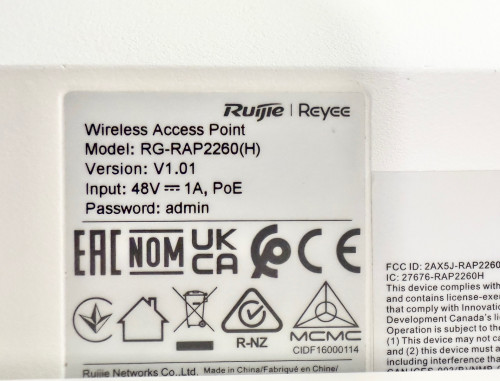 Ruijie | Reyee
Wireless Access Point
Model: RG-RAP2260(H)
Version: V1.01
Input: 48V⎓1A, PoE
Password: admin
EAC NOM UK CA CE
R-NZ
MCMC
CIDF16000114
Ruijie Networks Co.,Ltd.
Made in China/Fabriqué en Chine/
FCC ID: 2AX5J-RAP2260
IC: 27676-RAP2260H
This device complies with
and contains license-exe
that comply with Innovatio
Development Canada's li
Operation is subject to the
(1) This device may not ca
and (2) this device must a
including interference tha